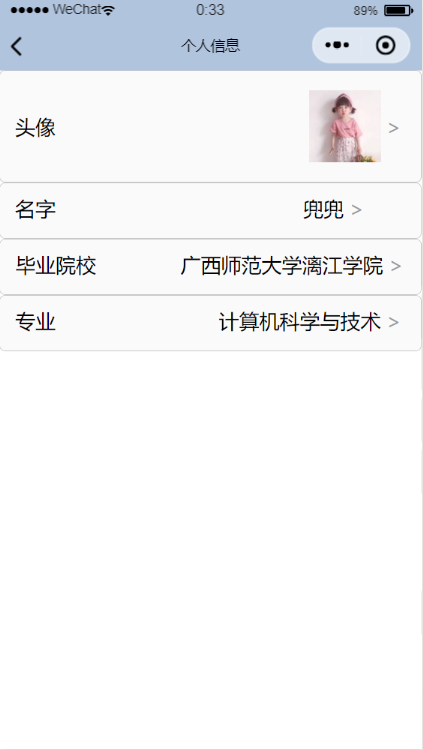 WeChat 0:33 89%
个人信息
头像 >
名字 兜兜 >
毕业院校 广西师范大学漓江学院 >
专业 计算机科学与技术 >